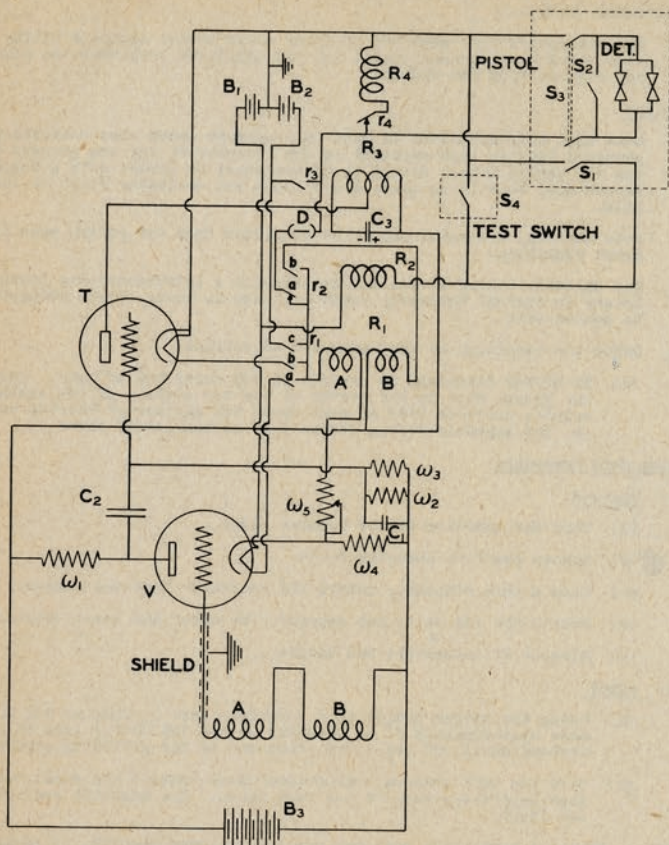 DET.
S2
PISTOL
S3
B1 B2
R4
r4
R3
S1
r3
S4
D
C3
TEST SWITCH
b
R2
a
r2
T
R1
c
r1
b
a
A B
ω3
C2
ω5
ω2
C1
ω1
ω4
V
SHIELD
A B
B3